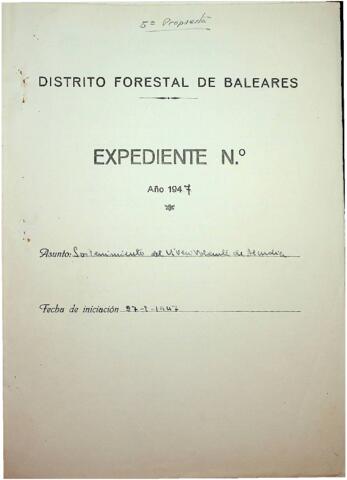 5ª Propuesta
DISTRITO FORESTAL DE BALEARES
EXPEDIENTE N.º
Año 1947
Asunto: Sostenimiento del Vivero Volante de Alcudia
Fecha de iniciación 27-1-1947